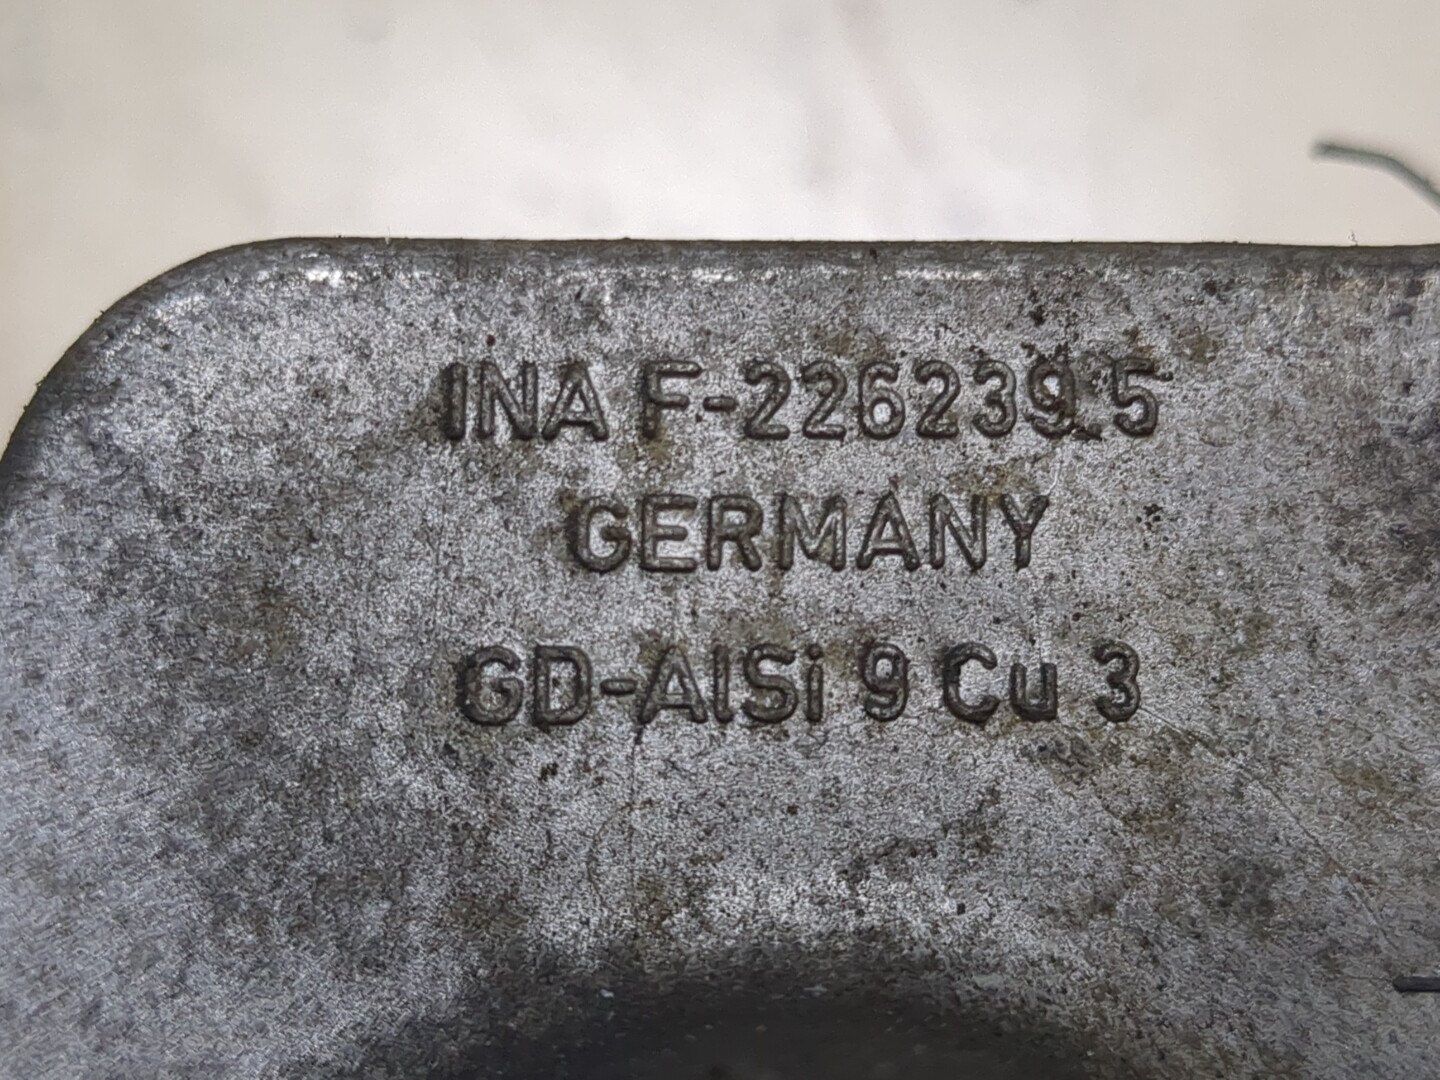 INA F-226239.5
GERMANY
GD-AlSi 9 Cu 3